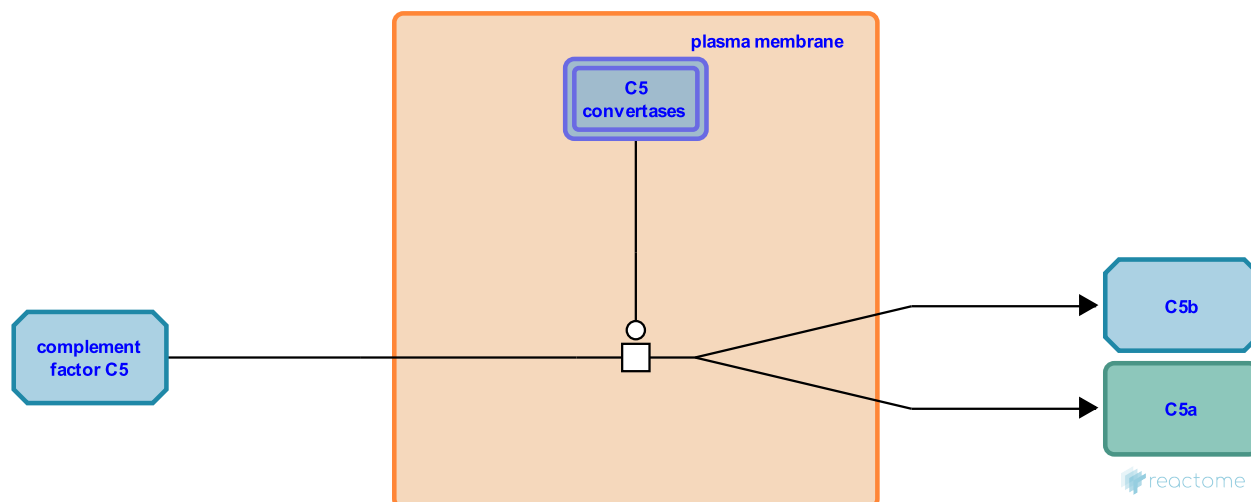 plasma membrane
C5
convertases
complement
factor C5
C5b
C5a
reactome